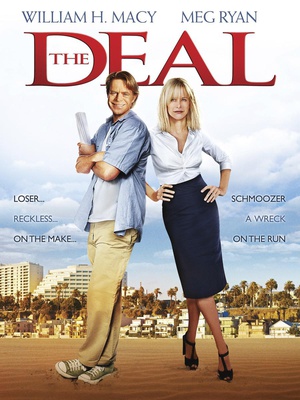 WILLIAM H. MACY MEG RYAN
THE DEAL
LOSER...
RECKLESS...
ON THE MAKE...
SCHMOOZER
A WRECK
ON THE RUN